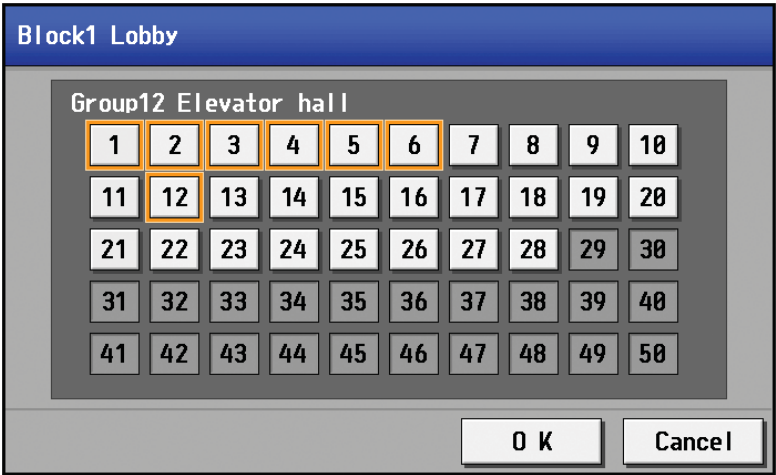 Block1 Lobby
Group12 Elevator hall
1 2 3 4 5 6 7 8 9 10
11 12 13 14 15 16 17 18 19 20
21 22 23 24 25 26 27 28 29 30
31 32 33 34 35 36 37 38 39 40
41 42 43 44 45 46 47 48 49 50
OK Cancel